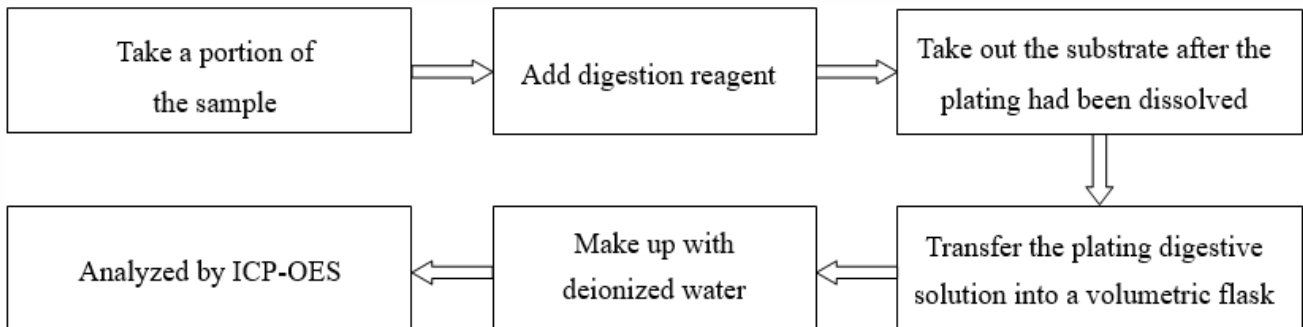 Take a portion of
the sample
Add digestion reagent
Take out the substrate after the
plating had been dissolved
Transfer the plating digestive
solution into a volumetric flask
Make up with
deionized water
Analyzed by ICP-OES